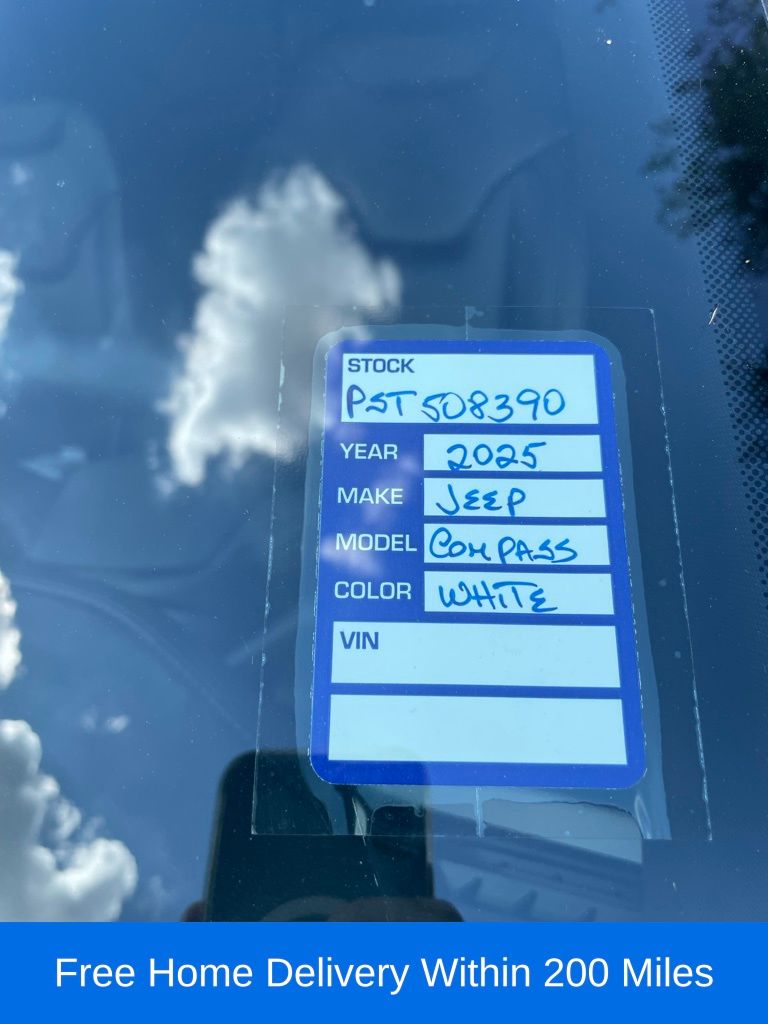 STOCK
PST508390
YEAR 2025
MAKE JEEP
MODEL COMPASS
COLOR WHITE
VIN
Free Home Delivery Within 200 Miles